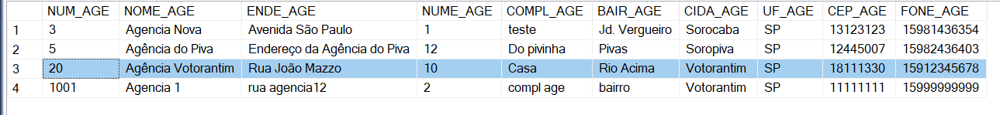 NUM_AGE NOME_AGE ENDE_AGE NUME_AGE COMPL_AGE BAIR_AGE CIDA_AGE UF_AGE CEP_AGE FONE_AGE
1 3 Agencia Nova Avenida São Paulo 1 teste Jd. Vergueiro Sorocaba SP 13123123 15981436354
2 5 Agência do Piva Endereço da Agência do Piva 12 Do pivinha Pivas Soropiva SP 12445007 15982436403
3 20 Agência Votorantim Rua João Mazzo 10 Casa Rio Acima Votorantim SP 18111330 15912345678
4 1001 Agencia 1 rua agencia12 2 compl age bairro Votorantim SP 11111111 15999999999